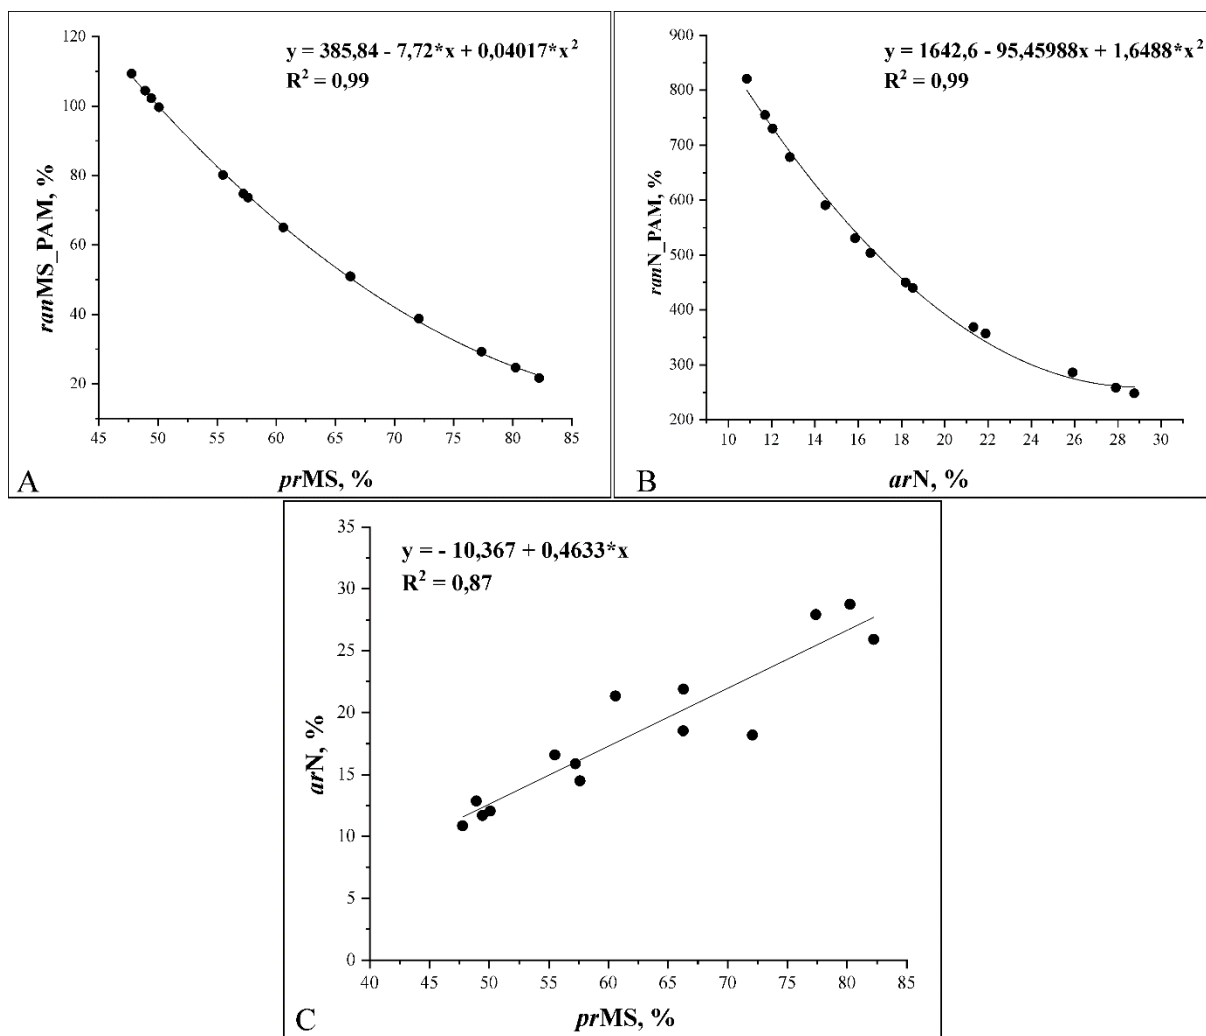 y = 385,84 - 7,72*x + 0,04017*x²
R² = 0,99
ranMS_PAM, %
120
100
80
60
40
20
45 50 55 60 65 70 75 80 85
prMS, %
A
y = 1642,6 - 95,45988x + 1,6488*x²
R² = 0,99
ranN_PAM, %
900
800
700
600
500
400
300
200
10 12 14 16 18 20 22 24 26 28 30
arN, %
B
y = - 10,367 + 0,4633*x
R² = 0,87
arN, %
35
30
25
20
15
10
5
0
40 45 50 55 60 65 70 75 80 85
prMS, %
C